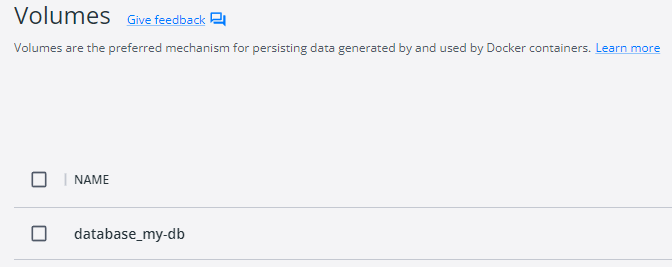 Volumes Give feedback
Volumes are the preferred mechanism for persisting data generated by and used by Docker containers. Learn more
NAME
database_my-db